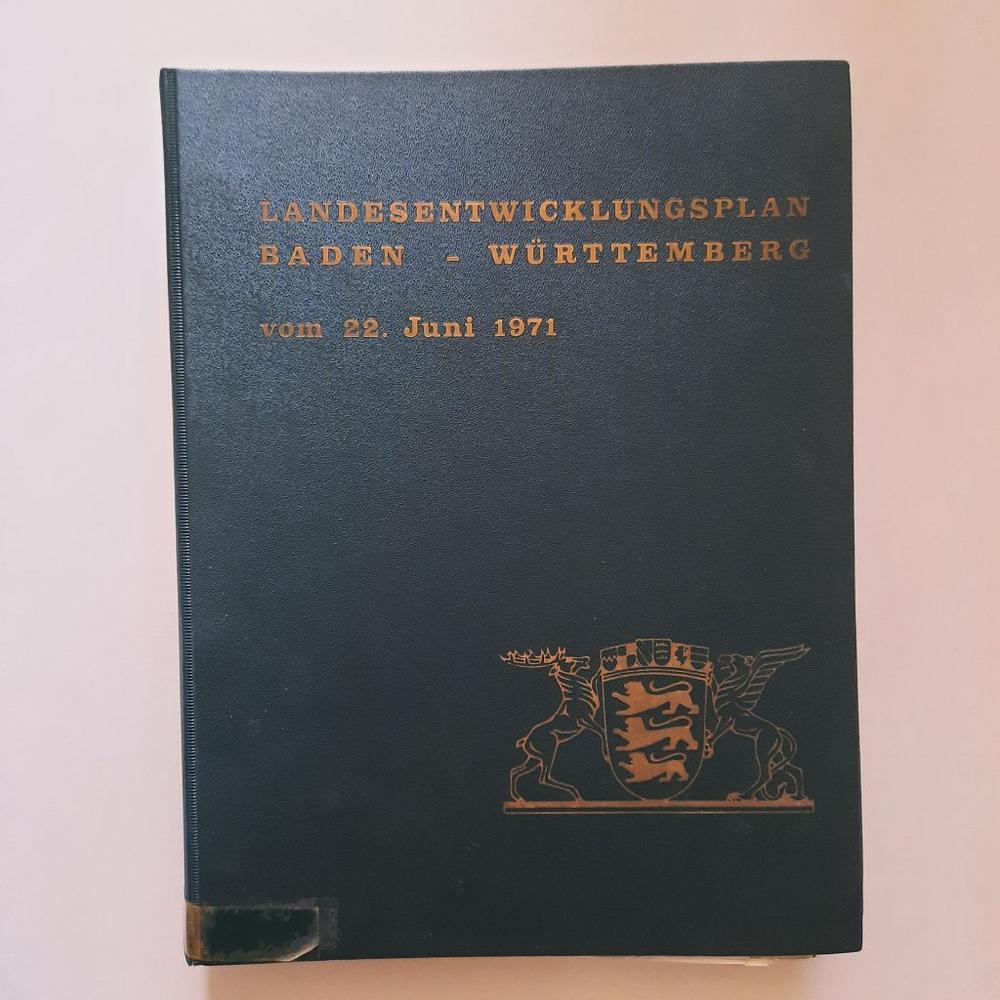 LANDESENTWICKLUNGSPLAN
BADEN - WÜRTTEMBERG
vom 22. Juni 1971